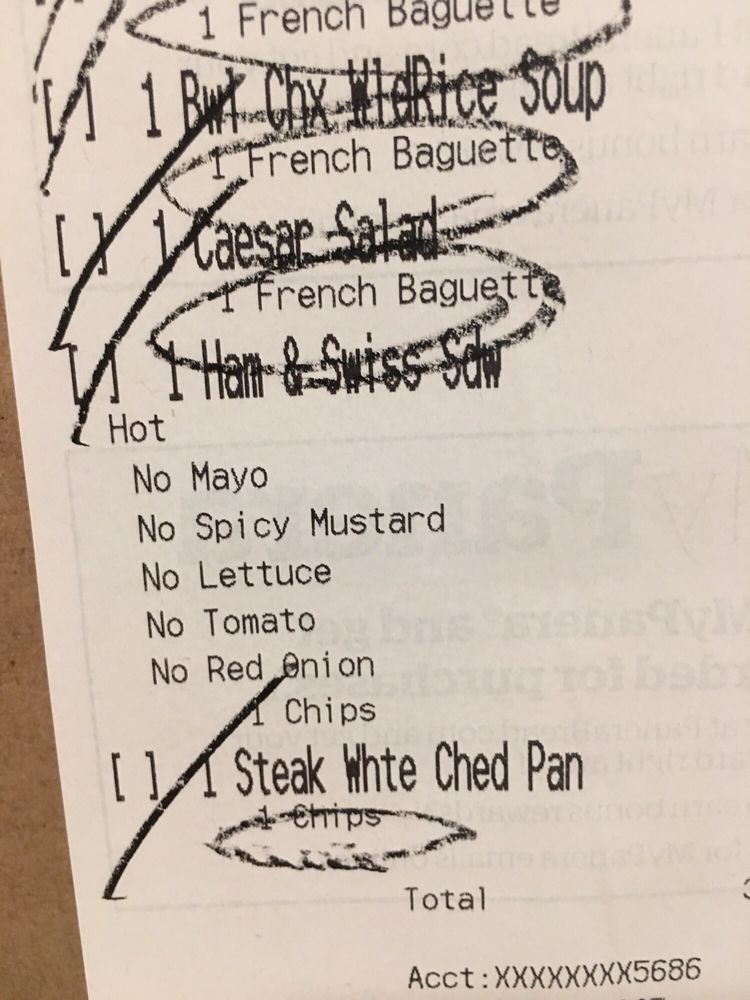 1 French Baguette
[ ] 1 Bwl Chx WldRice Soup
1 French Baguette
[ ] 1 Caesar Salad
1 French Baguette
[ ] 1 Ham & Swiss Sdw
Hot
No Mayo
No Spicy Mustard
No Lettuce
No Tomato
No Red Onion
1 Chips
[ ] 1 Steak Whte Ched Pan
1 Chips
Total
Acct:XXXXXXXX5686